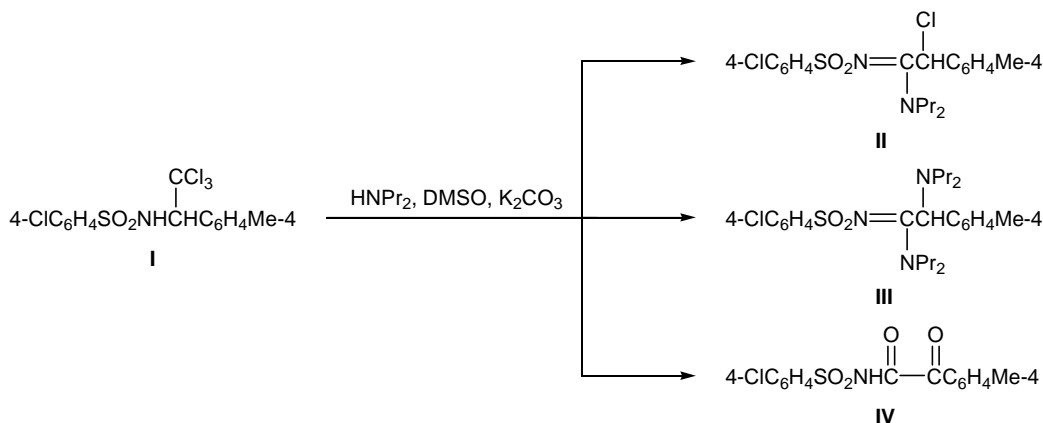 Cl
4-ClC₆H₄SO₂N=CCHC₆H₄Me-4
NPr₂
II
CCl₃
4-ClC₆H₄SO₂NHCHC₆H₄Me-4
I
HNPr₂, DMSO, K₂CO₃
NPr₂
4-ClC₆H₄SO₂N=CCHC₆H₄Me-4
NPr₂
III
O O
4-ClC₆H₄SO₂NHC—CC₆H₄Me-4
IV